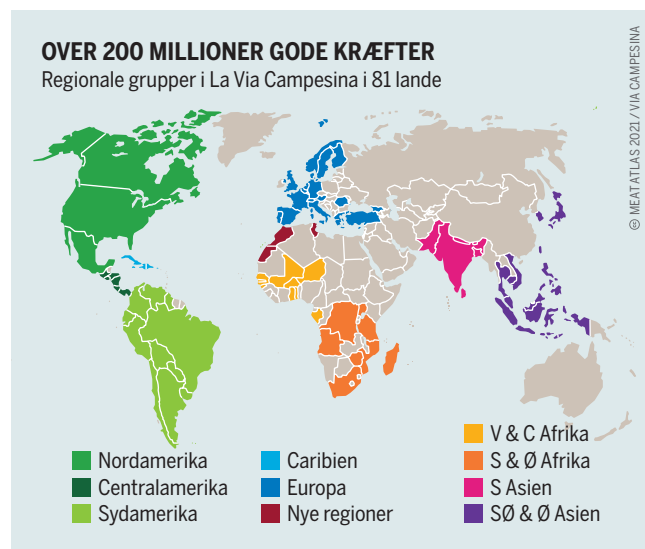 OVER 200 MILLIONER GODE KRÆFTER
Regionale grupper i La Via Campesina i 81 lande
🄯 MEAT ATLAS 2021 / VIA CAMPESINA
Nordamerika
Centralamerika
Sydamerika
Caribien
Europa
Nye regioner
V & C Afrika
S & Ø Afrika
S Asien
SØ & Ø Asien